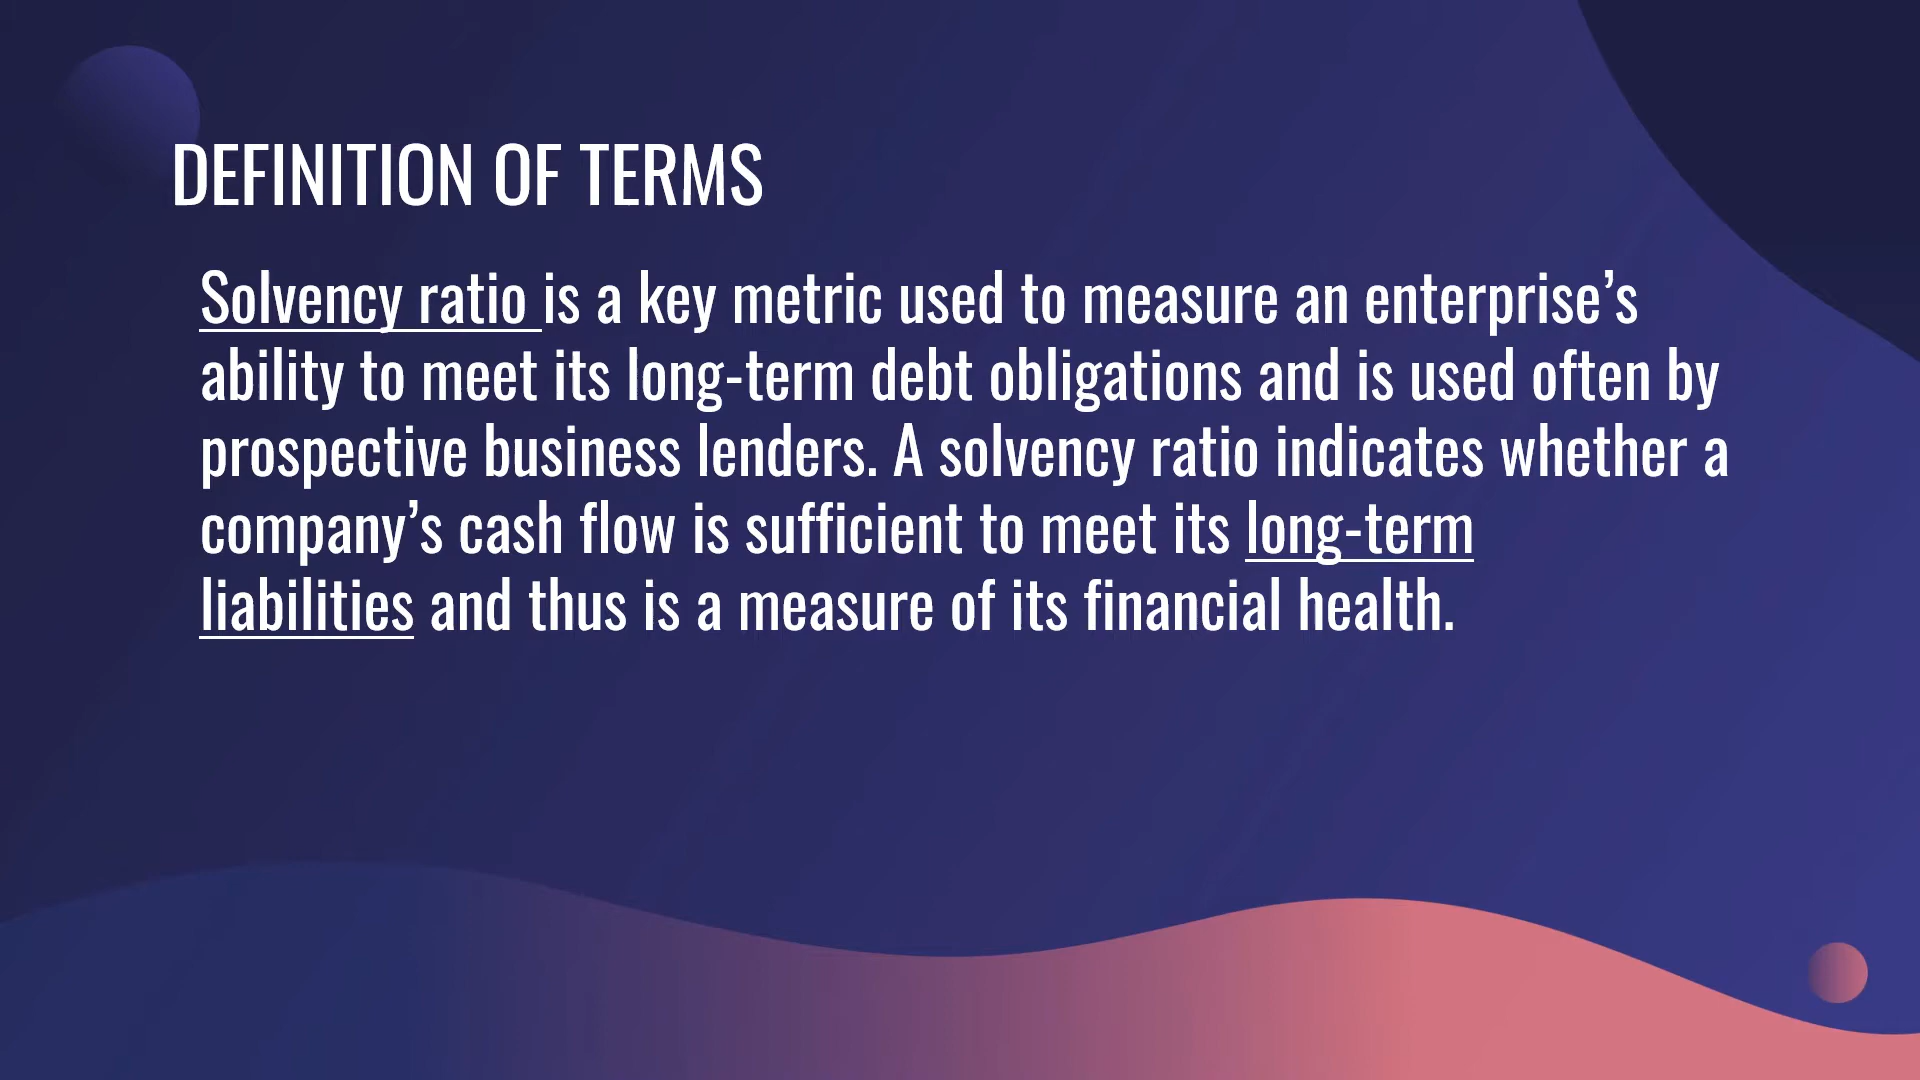 DEFINITION OF TERMS
Solvency ratio is a key metric used to measure an enterprise’s
ability to meet its long-term debt obligations and is used often by
prospective business lenders. A solvency ratio indicates whether a
company’s cash flow is sufficient to meet its long-term
liabilities and thus is a measure of its financial health.